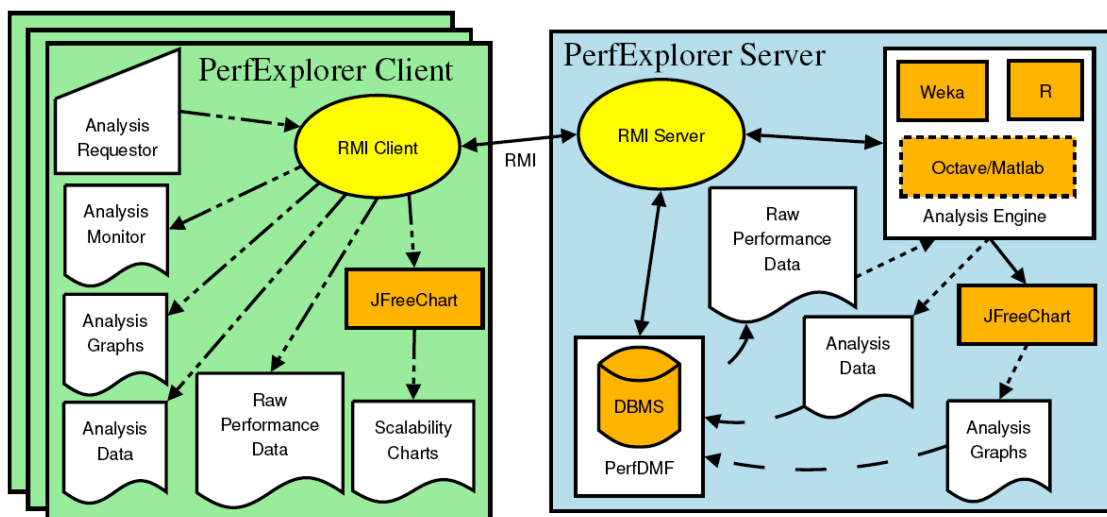 PerfExplorer Client
Analysis
Requestor
RMI Client
Analysis
Monitor
Analysis
Graphs
JFreeChart
Analysis
Data
Raw
Performance
Data
Scalability
Charts
RMI
PerfExplorer Server
RMI Server
Weka
R
Octave/Matlab
Analysis Engine
Raw
Performance
Data
JFreeChart
Analysis
Data
DBMS
PerfDMF
Analysis
Graphs